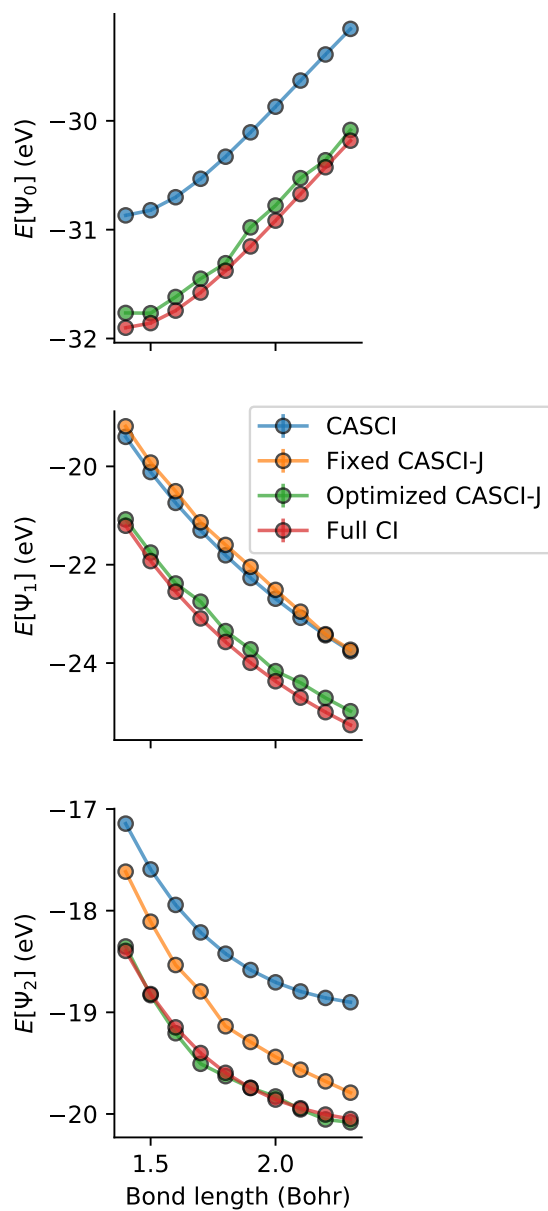 −30
−31
−32
E[Ψ0] (eV)
CASCI
Fixed CASCI-J
Optimized CASCI-J
Full CI
−20
−22
−24
E[Ψ1] (eV)
−17
−18
−19
−20
E[Ψ2] (eV)
1.5 2.0
Bond length (Bohr)